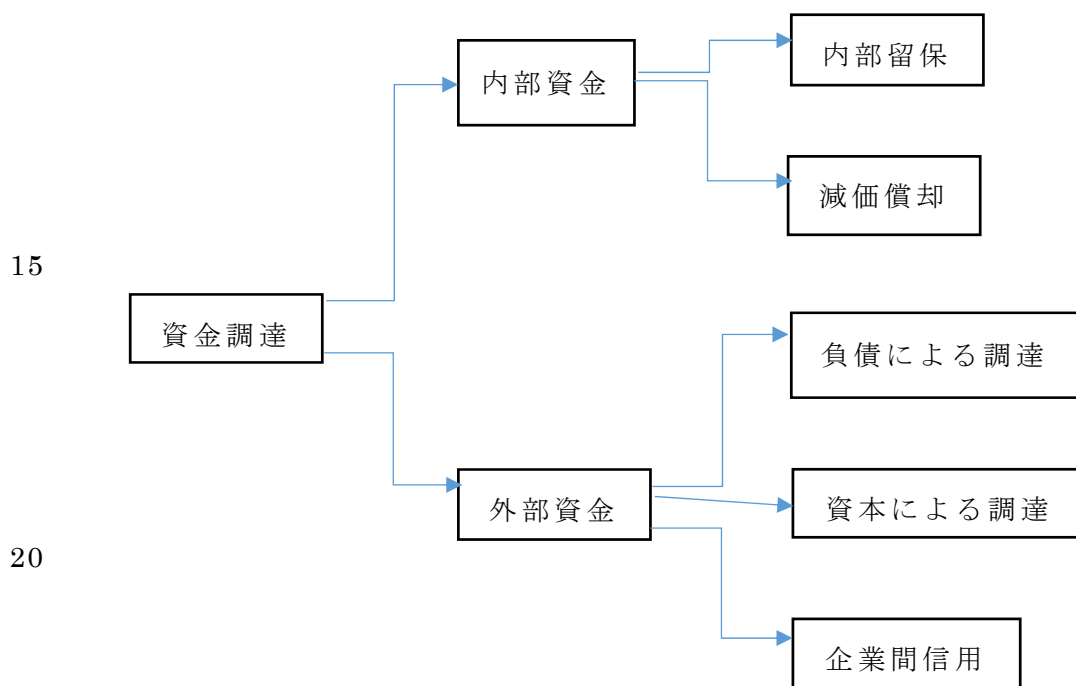 内部留保
内部資金
減価償却
15
資金調達
負債による調達
外部資金
資本による調達
20
企業間信用